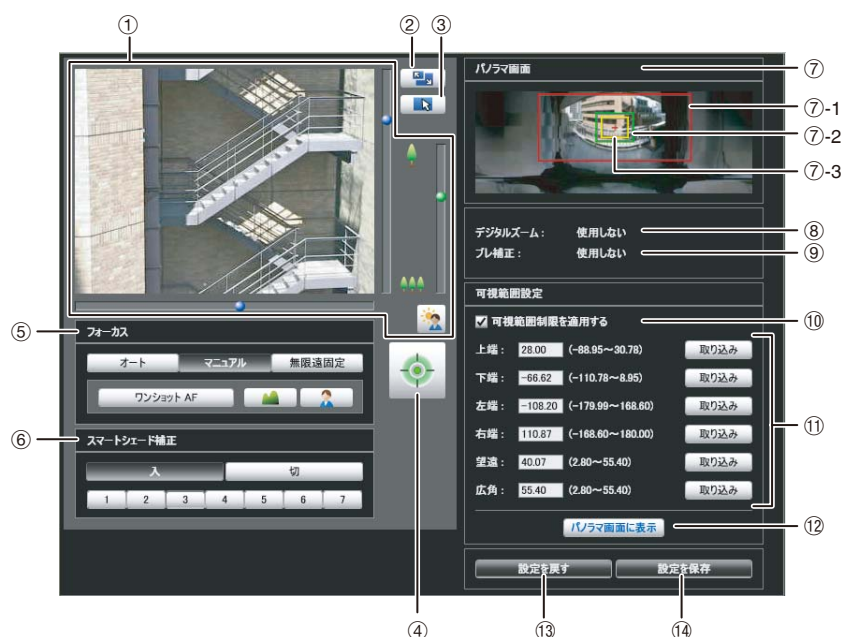 ① ② ③
パノラマ画面 ⑦
⑦-1
⑦-2
⑦-3
デジタルズーム： 使用しない ⑧
ブレ補正： 使用しない ⑨
可視範囲設定
可視範囲制限を適用する ⑩
上端： 28.00 (-88.95～30.78) 取り込み
下端： -66.62 (-110.78～8.95) 取り込み
左端： -108.20 (-179.99～168.60) 取り込み
右端： 110.87 (-168.60～180.00) 取り込み
望遠： 40.07 (2.80～55.40) 取り込み
広角： 55.40 (2.80～55.40) 取り込み
⑪
パノラマ画面に表示 ⑫
設定を戻す 設定を保存
⑤ フォーカス
オート マニュアル 無限遠固定
ワンショット AF
⑥ スマートシェード補正
入 切
1 2 3 4 5 6 7
④ ⑬ ⑭